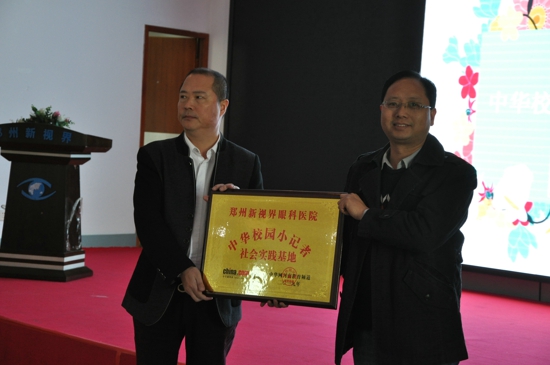 州新视界
中华校
郑州新视界眼科医院
中华校园小记者
社会实践基地
china